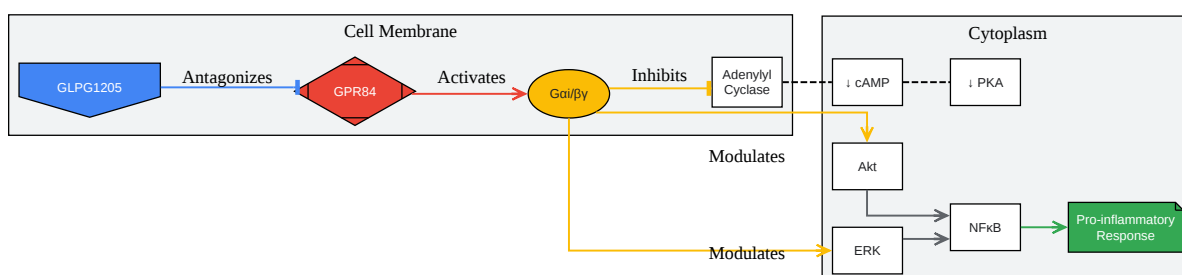 Cell Membrane
Cytoplasm
GLPG1205
Antagonizes
GPR84
Activates
Gαi/βγ
Inhibits
Adenylyl
Cyclase
↓ cAMP
↓ PKA
Modulates
Akt
Modulates
ERK
NFκB
Pro-inflammatory
Response